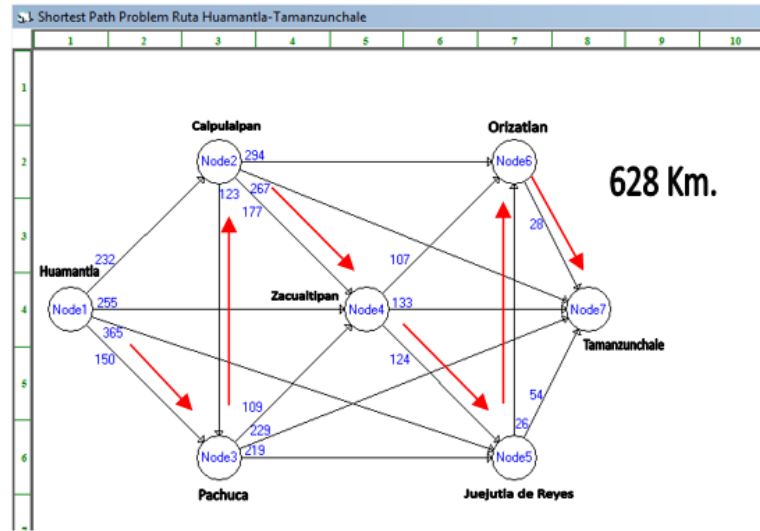 Shortest Path Problem Ruta Huamantla-Tamanzunchale
1 2 3 4 5 6 7 8 9 10
1
Calpulalpan
Orizatlan
2
Node2
294
Node6
628 Km.
123
267
177
28
3
232
107
Huamantla
Zacualtipan
4
Node1
255
Node4
133
Node7
365
Tamanzunchale
150
124
5
109
54
229
26
6
Node3
219
Node5
Pachuca
Juejutla de Reyes
7